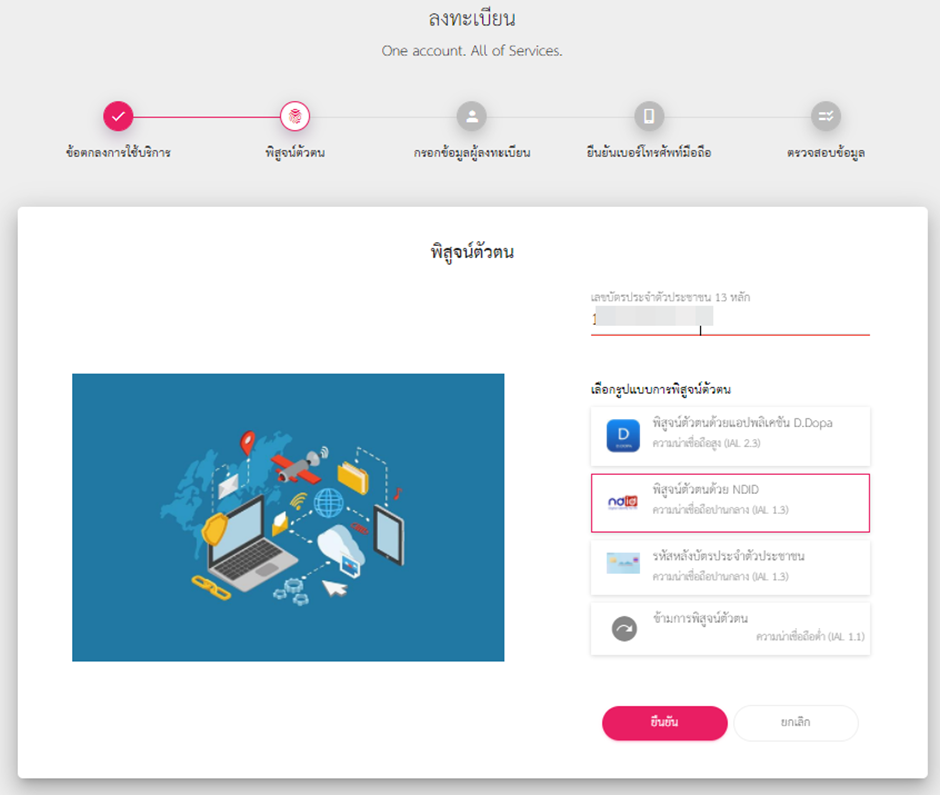 ลงทะเบียน
One account. All of Services.
ข้อตกลงการใช้บริการ
พิสูจน์ตัวตน
กรอกข้อมูลผู้ลงทะเบียน
ยืนยันเบอร์โทรศัพท์มือถือ
ตรวจสอบข้อมูล
พิสูจน์ตัวตน
เลขบัตรประจำตัวประชาชน 13 หลัก
1
เลือกรูปแบบการพิสูจน์ตัวตน
D
พิสูจน์ตัวตนด้วยแอปพลิเคชัน D.Dopa
ความน่าเชื่อถือสูง (IAL 2.3)
ndid
พิสูจน์ตัวตนด้วย NDID
ความน่าเชื่อถือปานกลาง (IAL 1.3)
รหัสหลังบัตรประจำตัวประชาชน
ความน่าเชื่อถือปานกลาง (IAL 1.3)
ข้ามการพิสูจน์ตัวตน
ความน่าเชื่อถือต่ำ (IAL 1.1)
ยืนยัน
ยกเลิก